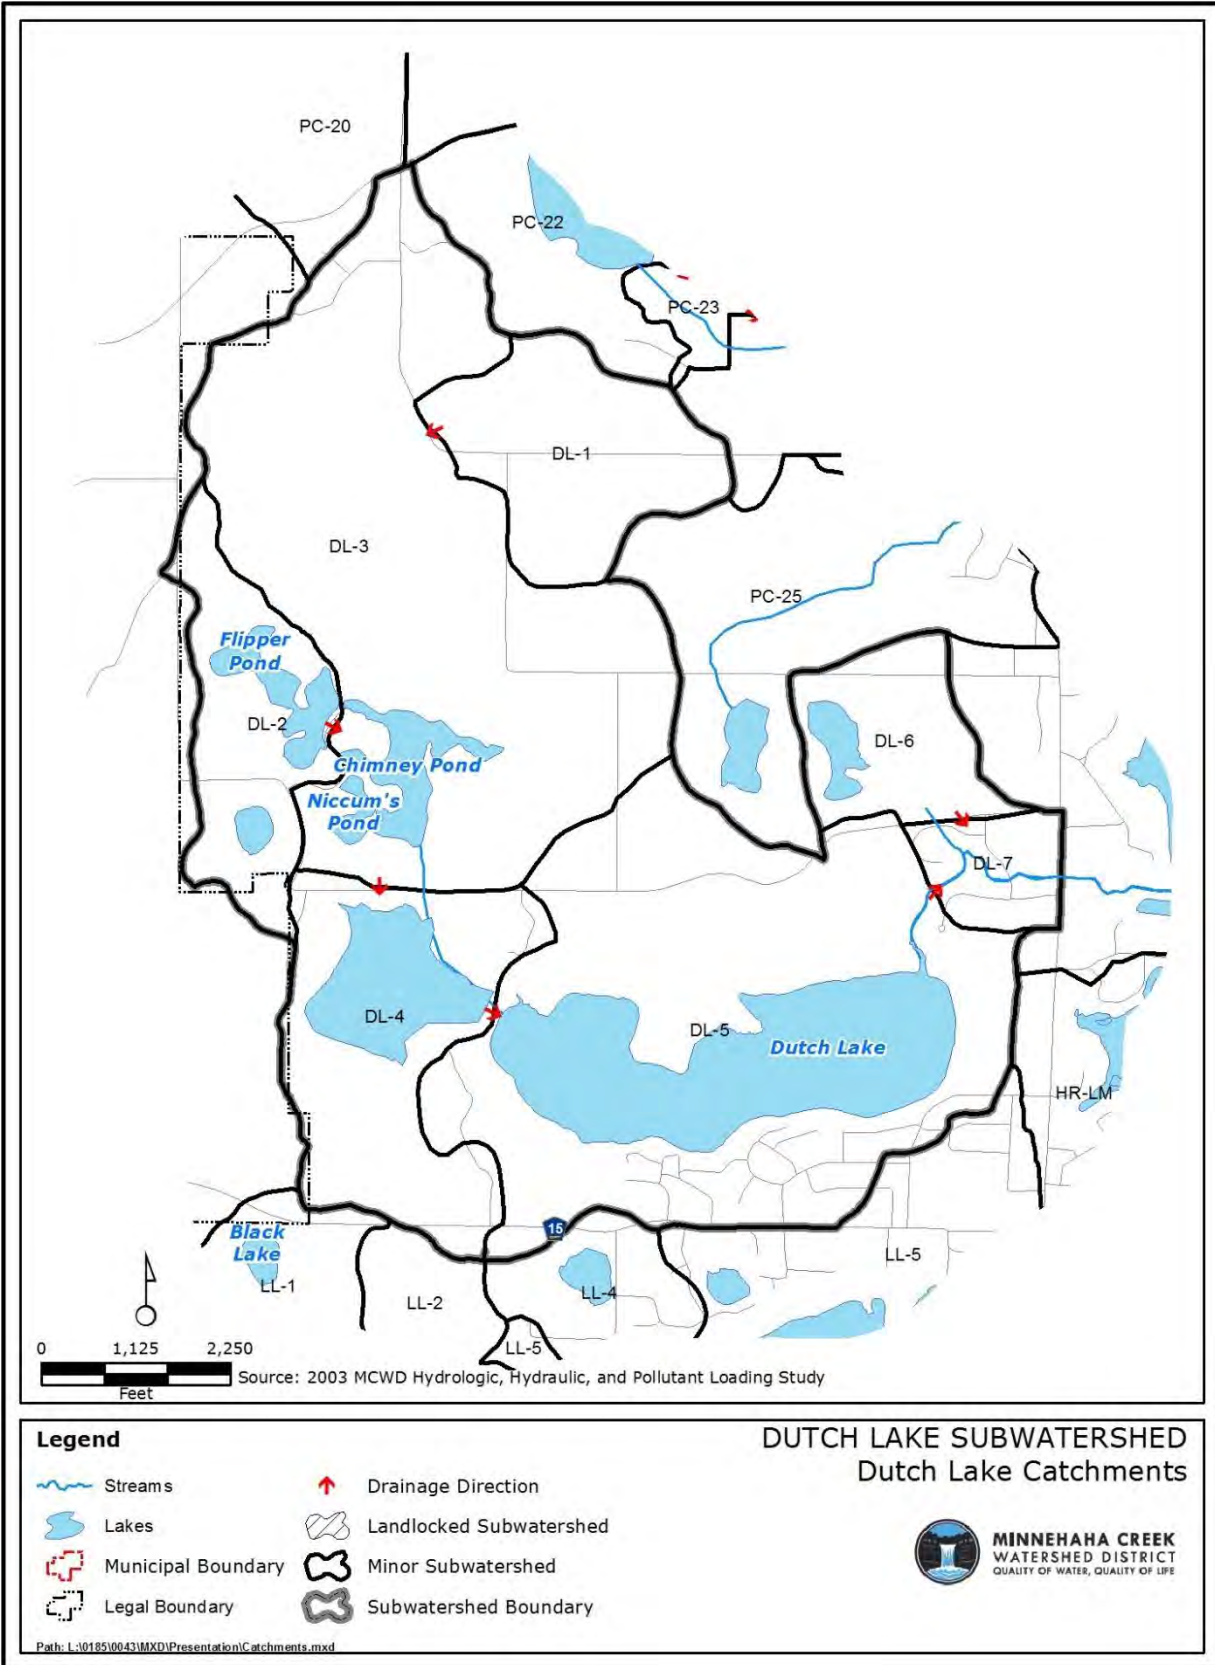 PC-20
PC-22
PC-23
DL-1
DL-3
PC-25
Flipper
Pond
DL-2
DL-6
Chimney Pond
Niccum's
Pond
DL-7
DL-4
DL-5
Dutch Lake
HR-LM
15
Black
Lake
LL-1
LL-2
LL-4
LL-5
LL-5
0 1,125 2,250
Feet
Source: 2003 MCWD Hydrologic, Hydraulic, and Pollutant Loading Study
Legend
Streams
Lakes
Municipal Boundary
Legal Boundary
Drainage Direction
Landlocked Subwatershed
Minor Subwatershed
Subwatershed Boundary
DUTCH LAKE SUBWATERSHED
Dutch Lake Catchments
MINNEHAHA CREEK
WATERSHED DISTRICT
QUALITY OF WATER, QUALITY OF LIFE
Path: L:\0185\0043\MXD\Presentation\Catchments.mxd